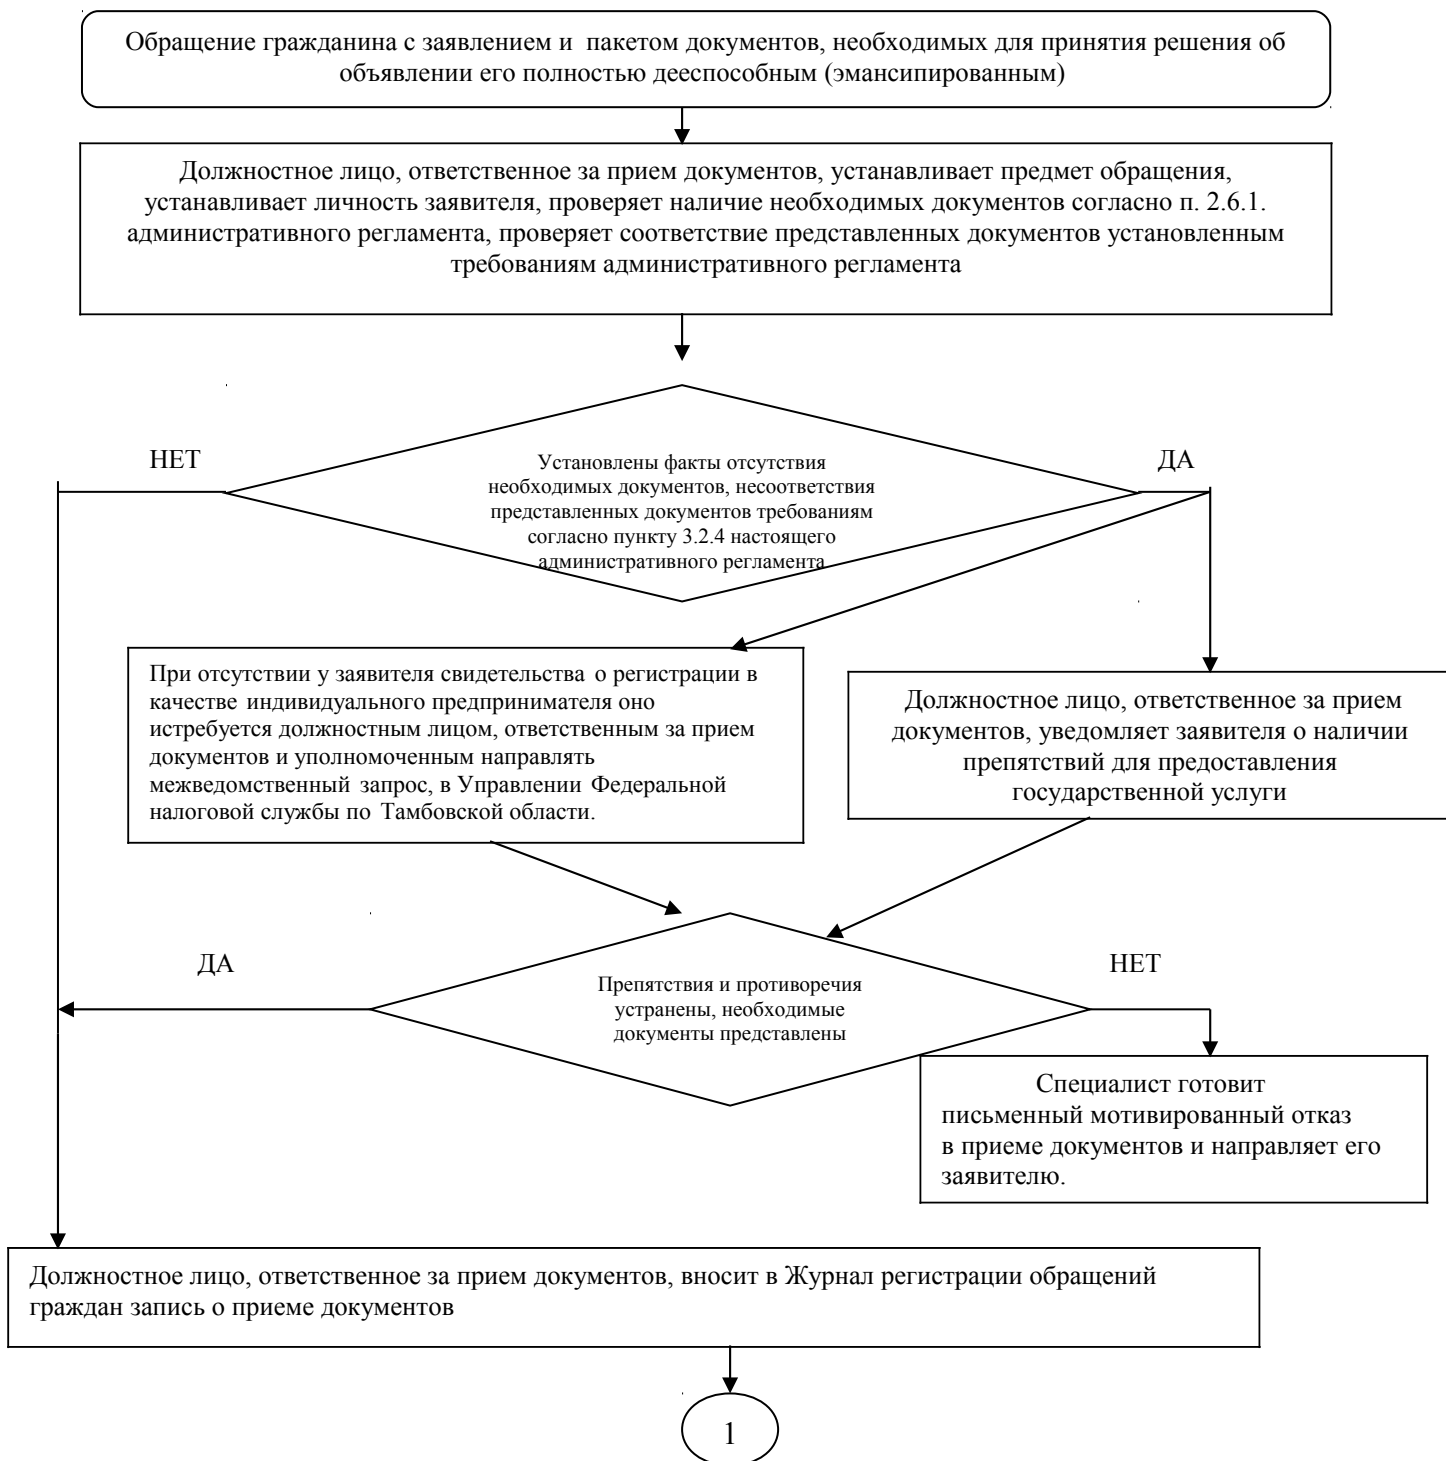 Обращение гражданина с заявлением и пакетом документов, необходимых для принятия решения об
объявлении его полностью дееспособным (эмансипированным)
Должностное лицо, ответственное за прием документов, устанавливает предмет обращения,
устанавливает личность заявителя, проверяет наличие необходимых документов согласно п. 2.6.1.
административного регламента, проверяет соответствие представленных документов установленным
требованиям административного регламента
НЕТ
ДА
Установлены факты отсутствия
необходимых документов, несоответствия
представленных документов требованиям
согласно пункту 3.2.4 настоящего
административного регламента
При отсутствии у заявителя свидетельства о регистрации в
качестве индивидуального предпринимателя оно
истребуется должностным лицом, ответственным за прием
документов и уполномоченным направлять
межведомственный запрос, в Управлении Федеральной
налоговой службы по Тамбовской области.
Должностное лицо, ответственное за прием
документов, уведомляет заявителя о наличии
препятствий для предоставления
государственной услуги
ДА
НЕТ
Препятствия и противоречия
устранены, необходимые
документы представлены
Специалист готовит
письменный мотивированный отказ
в приеме документов и направляет его
заявителю.
Должностное лицо, ответственное за прием документов, вносит в Журнал регистрации обращений
граждан запись о приеме документов
1